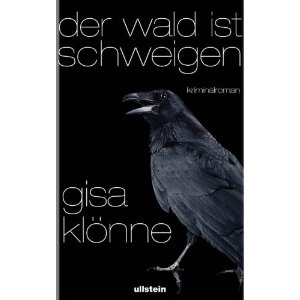 der wald ist
schweigen
kriminalroman
gisa
klönne
ullstein